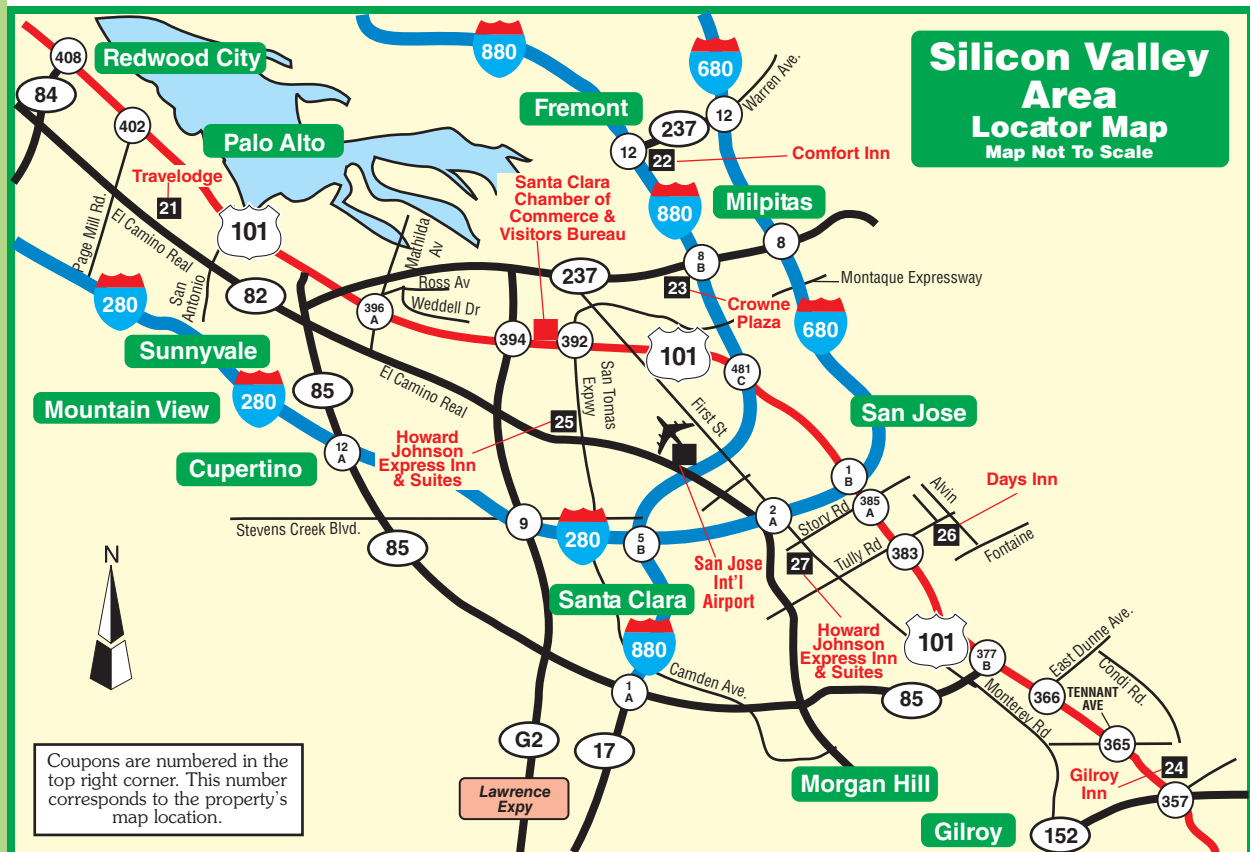 Silicon Valley
Area
Locator Map
Map Not To Scale
408
Redwood City
84
402
Palo Alto
Travelodge
21
Page Mill Rd.
El Camino Real
101
San
Antonio
280
82
Sunnyvale
280
Mountain View
Cupertino
880
680
Warren Ave.
Fremont
237
12
12
22
Comfort Inn
Santa Clara
Chamber of
Commerce &
Visitors Bureau
880
Milpitas
8
8
B
Mathilda
Av
Ross Av
Weddell Dr
237
23
Crowne
Plaza
Montaque Expressway
680
396
A
394
392
101
481
C
85
El Camino Real
San Tomas
Expwy
First St
San Jose
25
Howard
Johnson
Express Inn
& Suites
12
A
1
B
385
A
Alvin
Days Inn
26
Fontaine
Story Rd
Tully Rd
383
2
A
9
280
5
B
Stevens Creek Blvd.
85
San Jose
Int'l
Airport
27
Howard
Johnson
Express Inn
& Suites
Santa Clara
880
101
377
B
East Dunne Ave.
Condi Rd.
TENNANT
AVE
366
365
Monterey Rd
1
A
Camden Ave.
85
N
G2
17
Lawrence
Expy
Morgan Hill
Gilroy
Inn
24
357
Gilroy
152
Coupons are numbered in the
top right corner. This number
corresponds to the property's
map location.